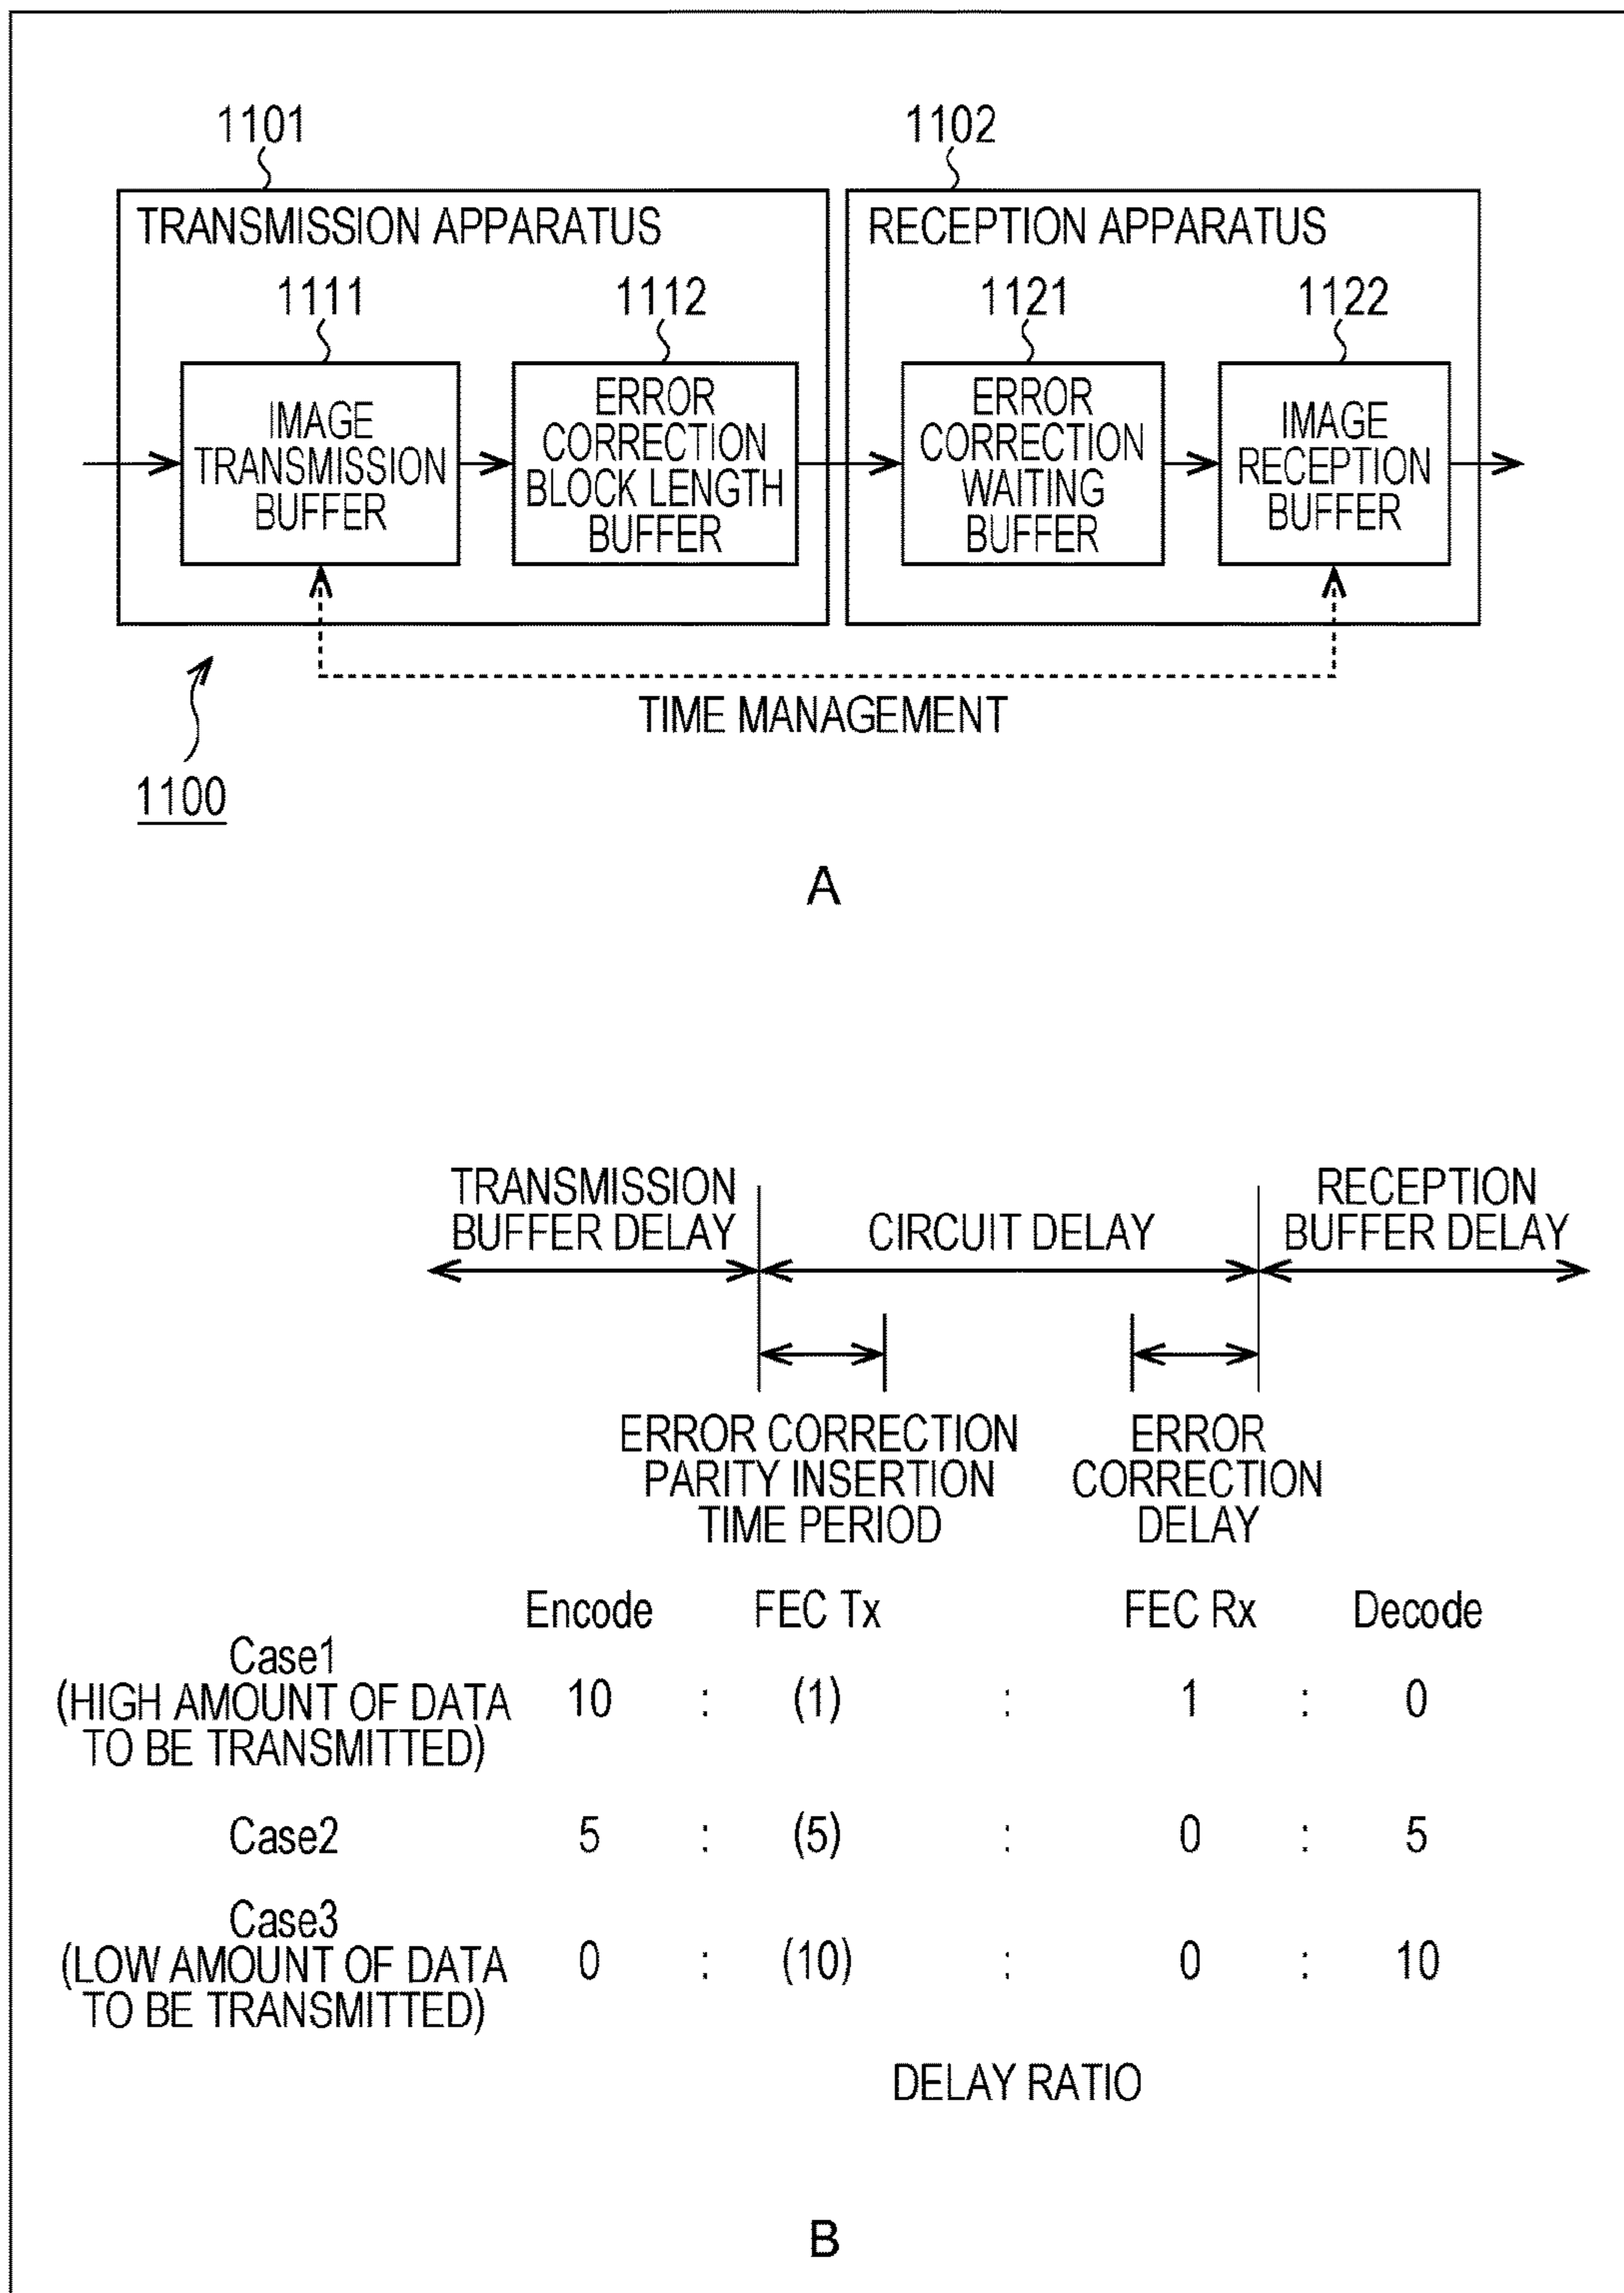 1101
1102
TRANSMISSION APPARATUS
RECEPTION APPARATUS
1111
1112
1121
1122
IMAGE
TRANSMISSION
BUFFER
ERROR
CORRECTION
BLOCK LENGTH
BUFFER
ERROR
CORRECTION
WAITING
BUFFER
IMAGE
RECEPTION
BUFFER
TIME MANAGEMENT
1100
A
TRANSMISSION
BUFFER DELAY
CIRCUIT DELAY
RECEPTION
BUFFER DELAY
ERROR CORRECTION
PARITY INSERTION
TIME PERIOD
ERROR
CORRECTION
DELAY
Encode FEC Tx FEC Rx Decode
Case1
(HIGH AMOUNT OF DATA
TO BE TRANSMITTED)
10 : (1) : 1 : 0
Case2 5 : (5) : 0 : 5
Case3
(LOW AMOUNT OF DATA
TO BE TRANSMITTED)
0 : (10) : 0 : 10
DELAY RATIO
B